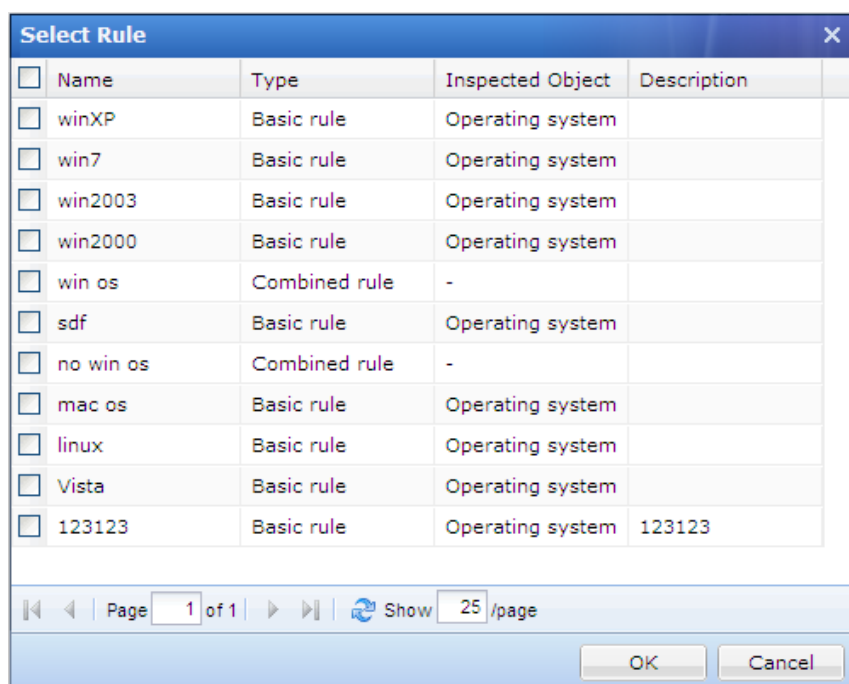 Select Rule
Name Type Inspected Object Description
winXP Basic rule Operating system
win7 Basic rule Operating system
win2003 Basic rule Operating system
win2000 Basic rule Operating system
win os Combined rule -
sdf Basic rule Operating system
no win os Combined rule -
mac os Basic rule Operating system
linux Basic rule Operating system
Vista Basic rule Operating system
123123 Basic rule Operating system 123123
Page 1 of 1 Show 25 /page
OK Cancel